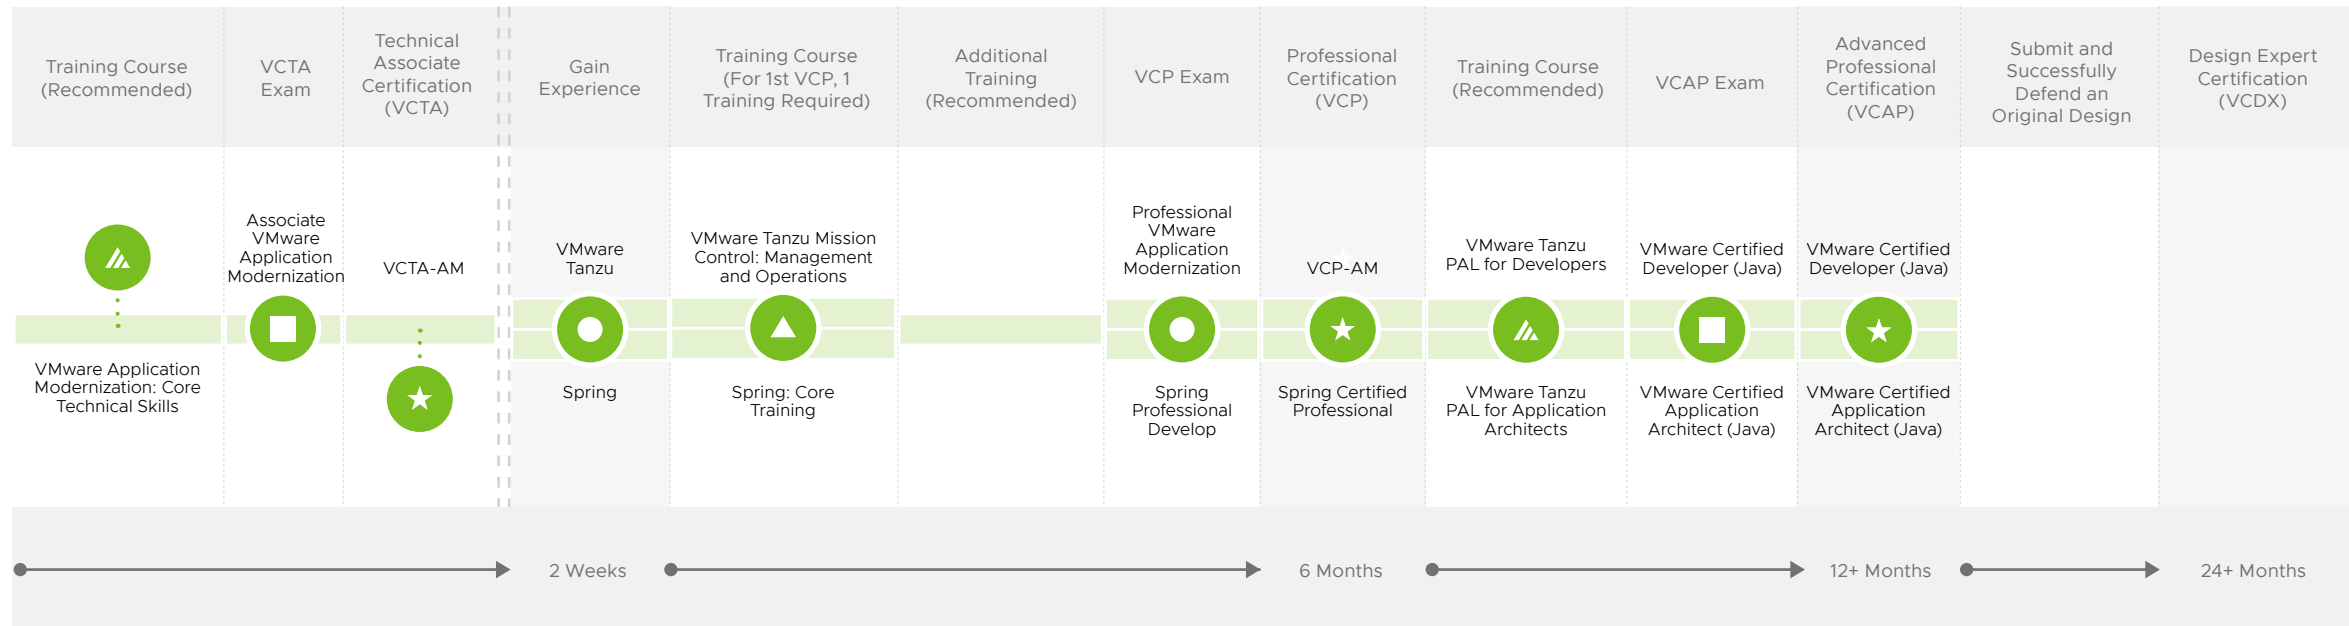 Training Course
(Recommended)
VCTA
Exam
Technical
Associate
Certification
(VCTA)
Gain
Experience
Training Course
(For 1st VCP, 1
Training Required)
Additional
Training
(Recommended)
VCP Exam
Professional
Certification
(VCP)
Training Course
(Recommended)
VCAP Exam
Advanced
Professional
Certification
(VCAP)
Submit and
Successfully
Defend an
Original Design
Design Expert
Certification
(VCDX)
VMware Application
Modernization: Core
Technical Skills
Associate
VMware
Application
Modernization
VCTA-AM
VMware
Tanzu
Spring
VMware Tanzu Mission
Control: Management
and Operations
Spring: Core
Training
Professional
VMware
Application
Modernization
Spring
Professional
Develop
VCP-AM
Spring Certified
Professional
VMware Tanzu
PAL for Developers
VMware Tanzu
PAL for Application
Architects
VMware Certified
Developer (Java)
VMware Certified
Application
Architect (Java)
VMware Certified
Developer (Java)
VMware Certified
Application
Architect (Java)
2 Weeks
6 Months
12+ Months
24+ Months